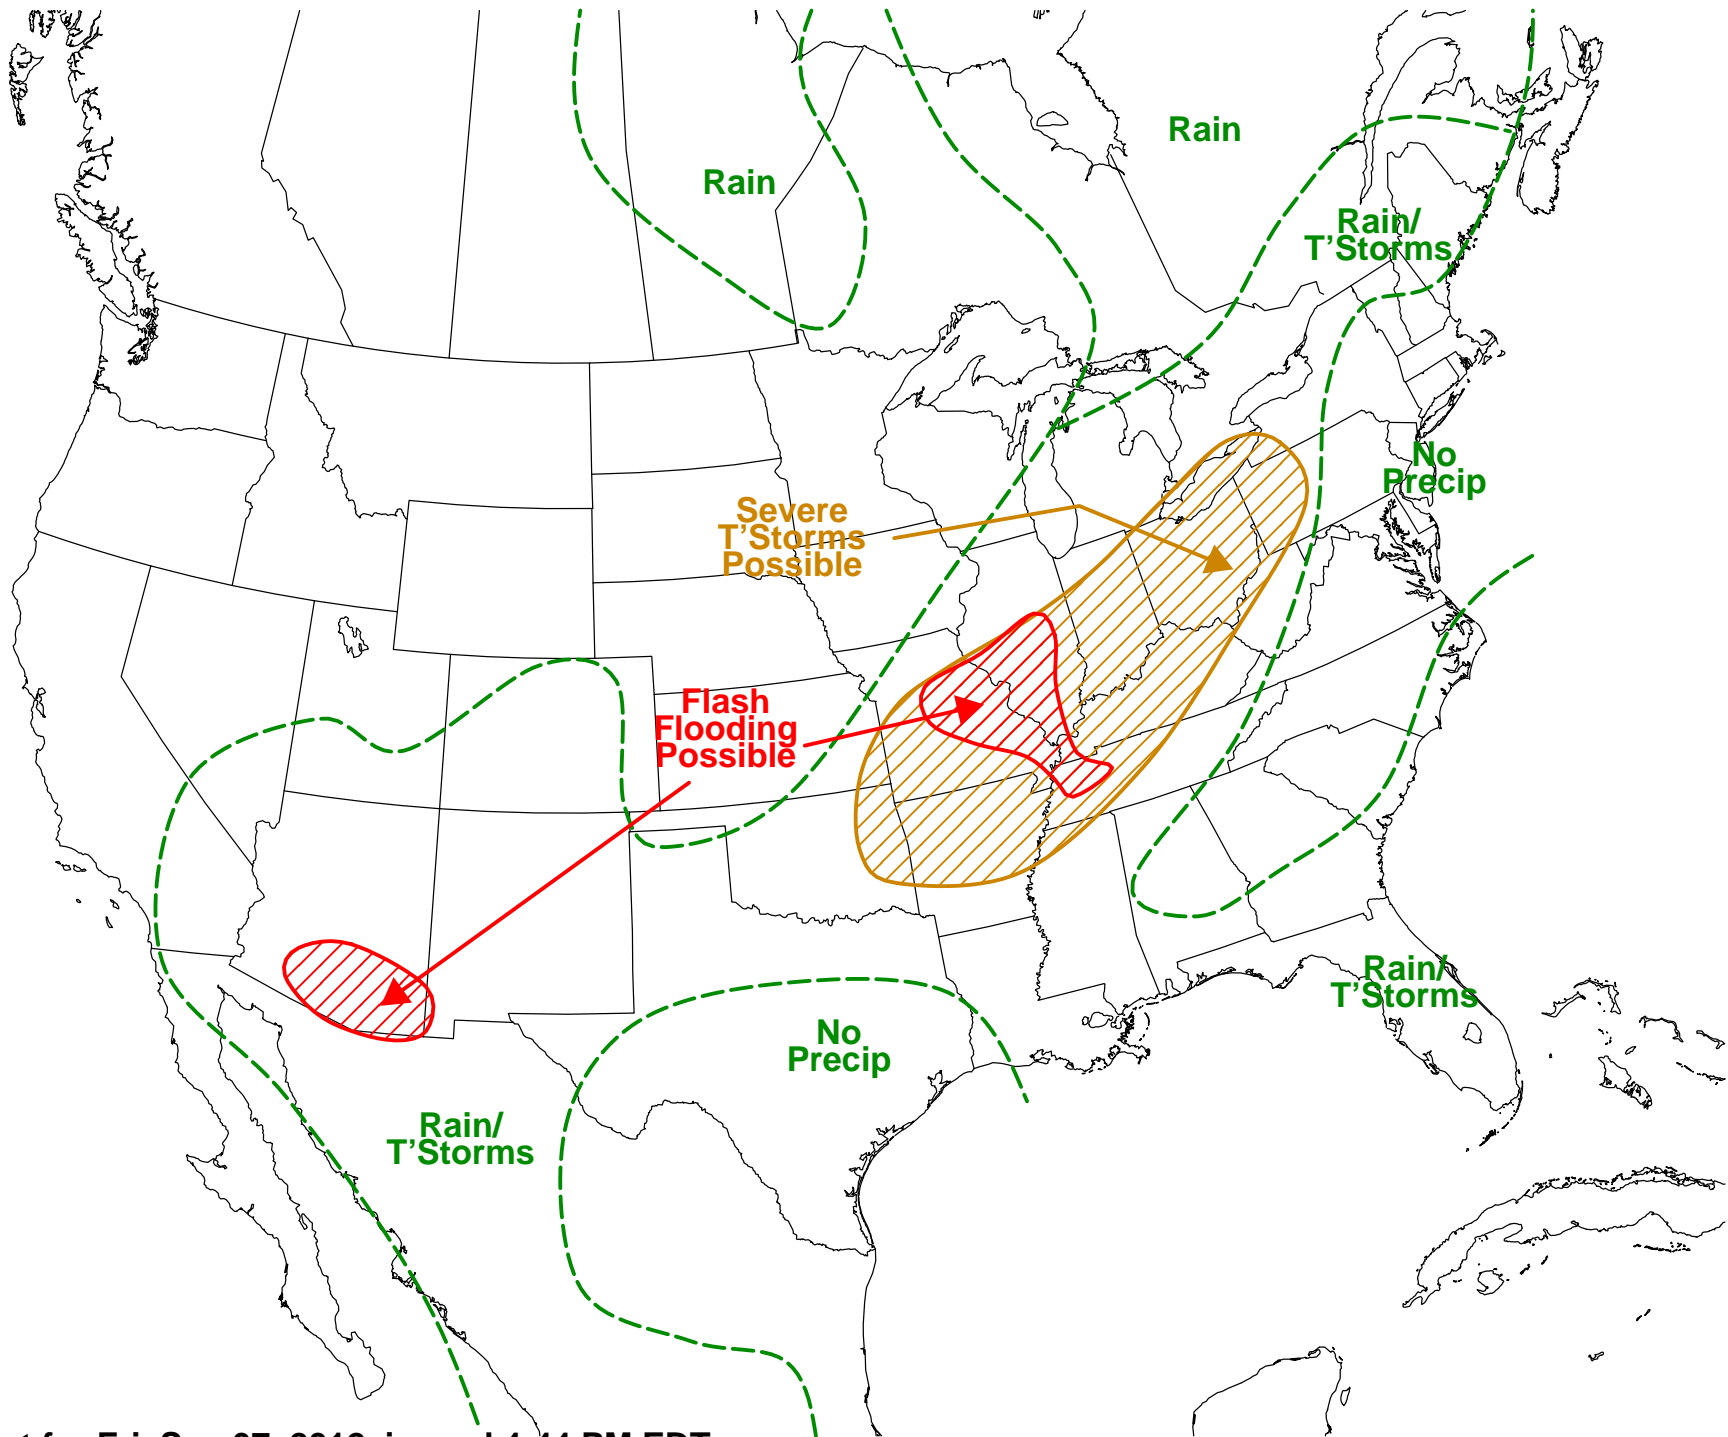 Rain
Rain
Rain/
T'Storms
No
Precip
Severe
T'Storms
Possible
Flash
Flooding
Possible
Rain/
T'Storms
No
Precip
Rain/
T'Storms